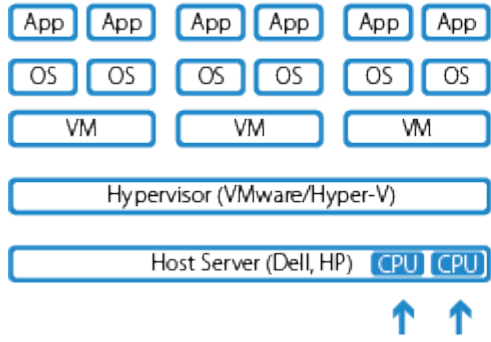 App App App App App App
OS OS OS OS OS OS
VM VM VM
Hypervisor (VMware/Hyper-V)
Host Server (Dell, HP) CPU CPU